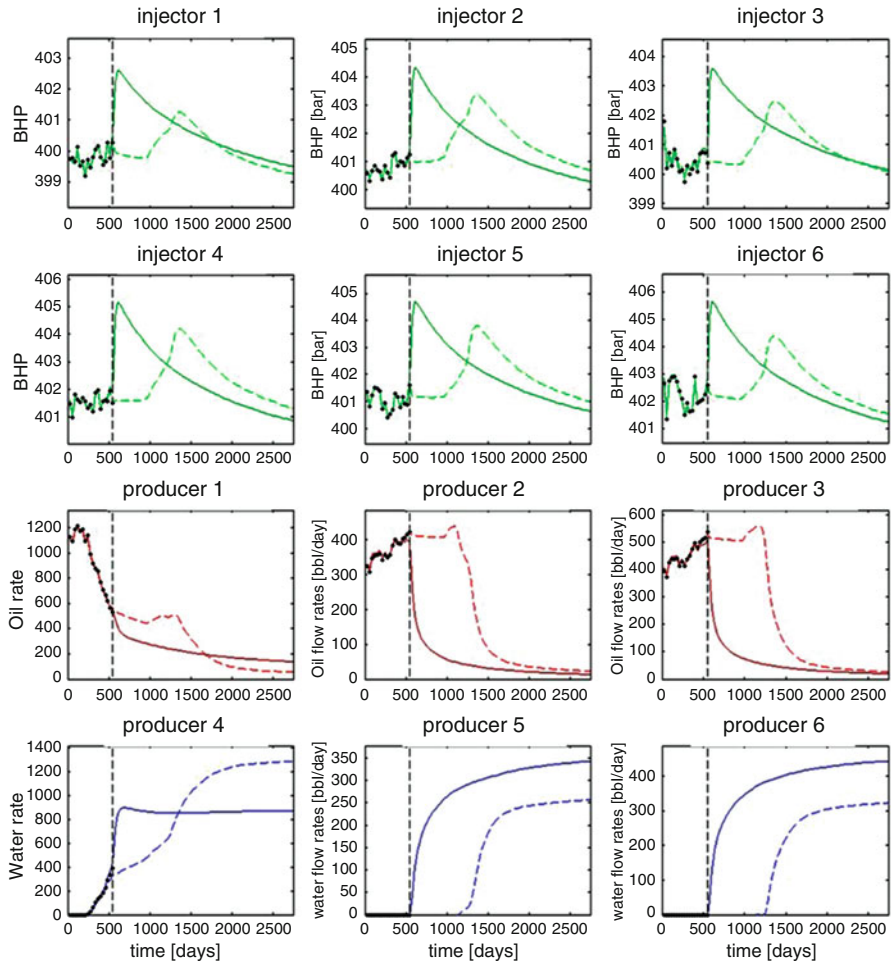 injector 1
injector 2
injector 3
BHP
403
402
401
400
399
0 500 1000 1500 2000 2500
BHP [bar]
405
404
403
402
401
400
0 500 1000 1500 2000 2500
BHP [bar]
404
403
402
401
400
399
0 500 1000 1500 2000 2500
injector 4
injector 5
injector 6
BHP
406
405
404
403
402
401
0 500 1000 1500 2000 2500
BHP [bar]
405
404
403
402
401
400
0 500 1000 1500 2000 2500
BHP [bar]
406
405
404
403
402
401
0 500 1000 1500 2000 2500
producer 1
producer 2
producer 3
Oil rate
1200
1000
800
600
400
200
0
0 500 1000 1500 2000 2500
Oil flow rates [bbl/day]
400
300
200
100
0
0 500 1000 1500 2000 2500
Oil flow rates [bbl/day]
600
500
400
300
200
100
0
0 500 1000 1500 2000 2500
producer 4
producer 5
producer 6
Water rate
1400
1200
1000
800
600
400
200
0
0 500 1000 1500 2000 2500
time [days]
water flow rates [bbl/day]
350
300
250
200
150
100
50
0
0 500 1000 1500 2000 2500
time [days]
water flow rates [bbl/day]
400
300
200
100
0
0 500 1000 1500 2000 2500
time [days]